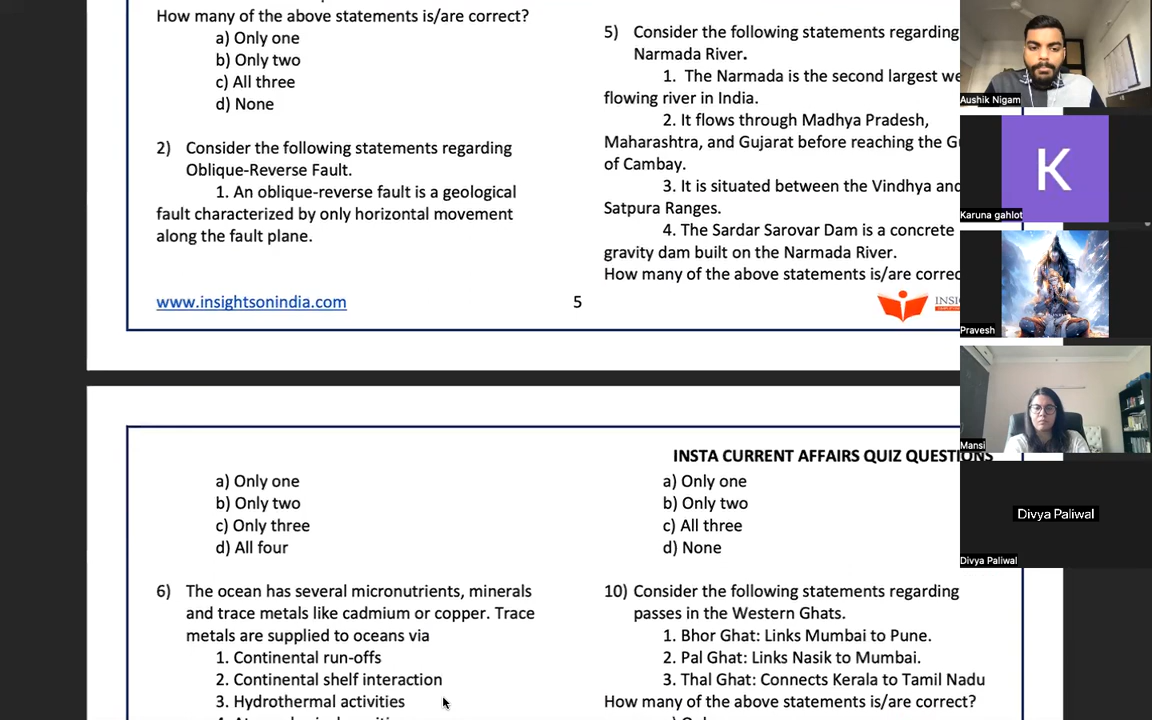 How many of the above statements is/are correct?
a) Only one
b) Only two
c) All three
d) None
2) Consider the following statements regarding
Oblique-Reverse Fault.
1. An oblique-reverse fault is a geological
fault characterized by only horizontal movement
along the fault plane.
5) Consider the following statements regarding
Narmada River.
1. The Narmada is the second largest we
flowing river in India.
2. It flows through Madhya Pradesh,
Maharashtra, and Gujarat before reaching the Gu
of Cambay.
3. It is situated between the Vindhya and
Satpura Ranges.
4. The Sardar Sarovar Dam is a concrete
gravity dam built on the Narmada River.
How many of the above statements is/are correc
www.insightsonindia.com
5
INSI
INSTA CURRENT AFFAIRS QUIZ QUESTIONS
a) Only one
b) Only two
c) Only three
d) All four
6) The ocean has several micronutrients, minerals
and trace metals like cadmium or copper. Trace
metals are supplied to oceans via
1. Continental run-offs
2. Continental shelf interaction
3. Hydrothermal activities
a) Only one
b) Only two
c) All three
d) None
10) Consider the following statements regarding
passes in the Western Ghats.
1. Bhor Ghat: Links Mumbai to Pune.
2. Pal Ghat: Links Nasik to Mumbai.
3. Thal Ghat: Connects Kerala to Tamil Nadu
How many of the above statements is/are correct?
Aushik Nigam
K
Karuna gahlot
Pravesh
Mansi
Divya Paliwal
Divya Paliwal